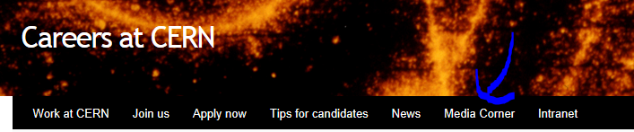 Careers at CERN
Work at CERN Join us Apply now Tips for candidates News Media Corner Intranet